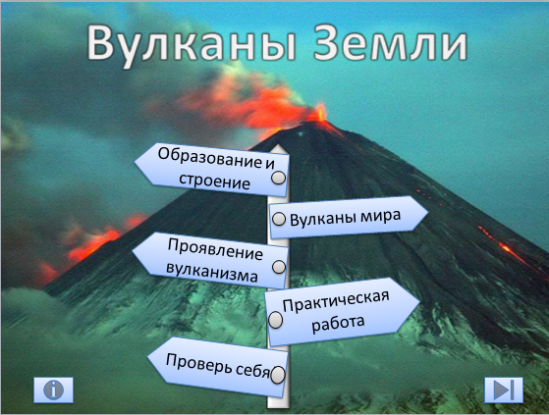 Вулканы Земли
Образование и
строение
Вулканы мира
Проявление
вулканизма
Практическая
работа
Проверь себя